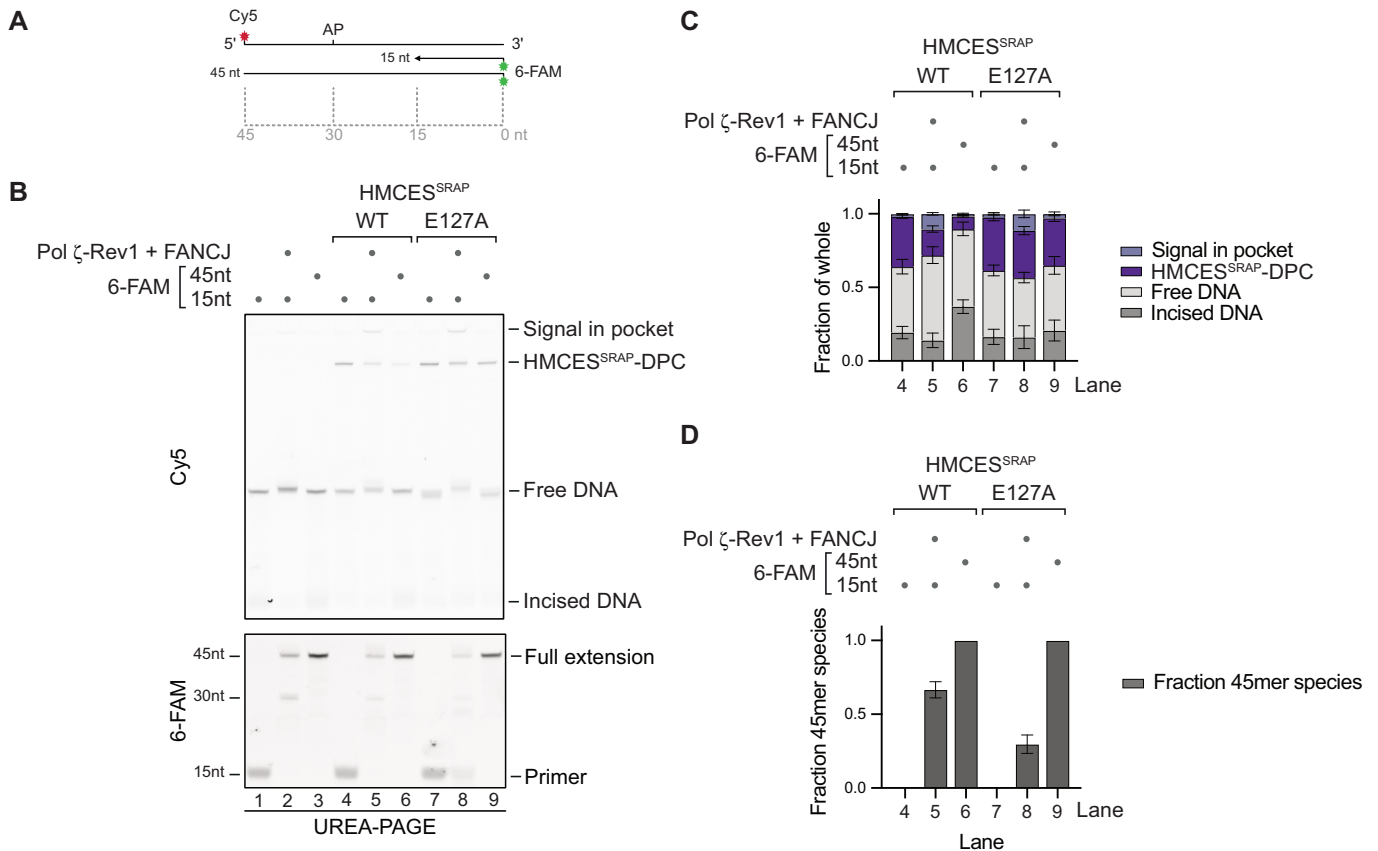 A
Cy5
5'
AP
3'
15 nt
6-FAM
45 nt
45
30
15
0 nt
B
HMCES^SRAP
WT
E127A
Pol ζ-Rev1 + FANCJ
6-FAM
45nt
15nt
Cy5
Signal in pocket
HMCES^SRAP-DPC
Free DNA
Incised DNA
6-FAM
45nt
30nt
15nt
Full extension
Primer
1 2 3 4 5 6 7 8 9
UREA-PAGE
C
HMCES^SRAP
WT
E127A
Pol ζ-Rev1 + FANCJ
6-FAM
45nt
15nt
Fraction of whole
1.0
0.5
0.0
4 5 6 7 8 9 Lane
Signal in pocket
HMCES^SRAP-DPC
Free DNA
Incised DNA
D
HMCES^SRAP
WT
E127A
Pol ζ-Rev1 + FANCJ
6-FAM
45nt
15nt
Fraction 45mer species
1.0
0.5
0.0
4 5 6 7 8 9 Lane
Lane
Fraction 45mer species